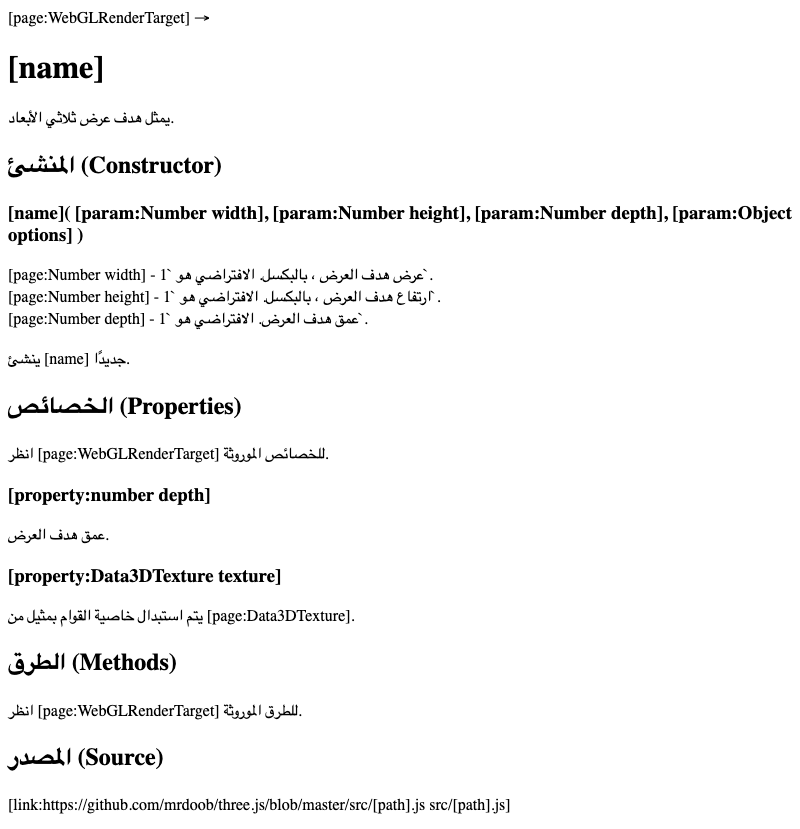 [page:WebGLRenderTarget] →
[name]
يمثل هدف عرض ثلاثي الأبعاد.
المنشئ (Constructor)
[name]( [param:Number width], [param:Number height], [param:Number depth], [param:Object
options] )
[page:Number width] - عرض هدف العرض ، بالبكسل. الافتراضي هو `1`.
[page:Number height] - ارتفاع هدف العرض ، بالبكسل. الافتراضي هو `1`.
[page:Number depth] - عمق هدف العرض. الافتراضي هو `1`.
ينشئ [name] جديدًا.
الخصائص (Properties)
انظر [page:WebGLRenderTarget] للخصائص الموروثة.
[property:number depth]
عمق هدف العرض.
[property:Data3DTexture texture]
يتم استبدال خاصية القوام بمثيل من [page:Data3DTexture].
الطرق (Methods)
انظر [page:WebGLRenderTarget] للطرق الموروثة.
المصدر (Source)
[link:https://github.com/mrdoob/three.js/blob/master/src/[path].js src/[path].js]